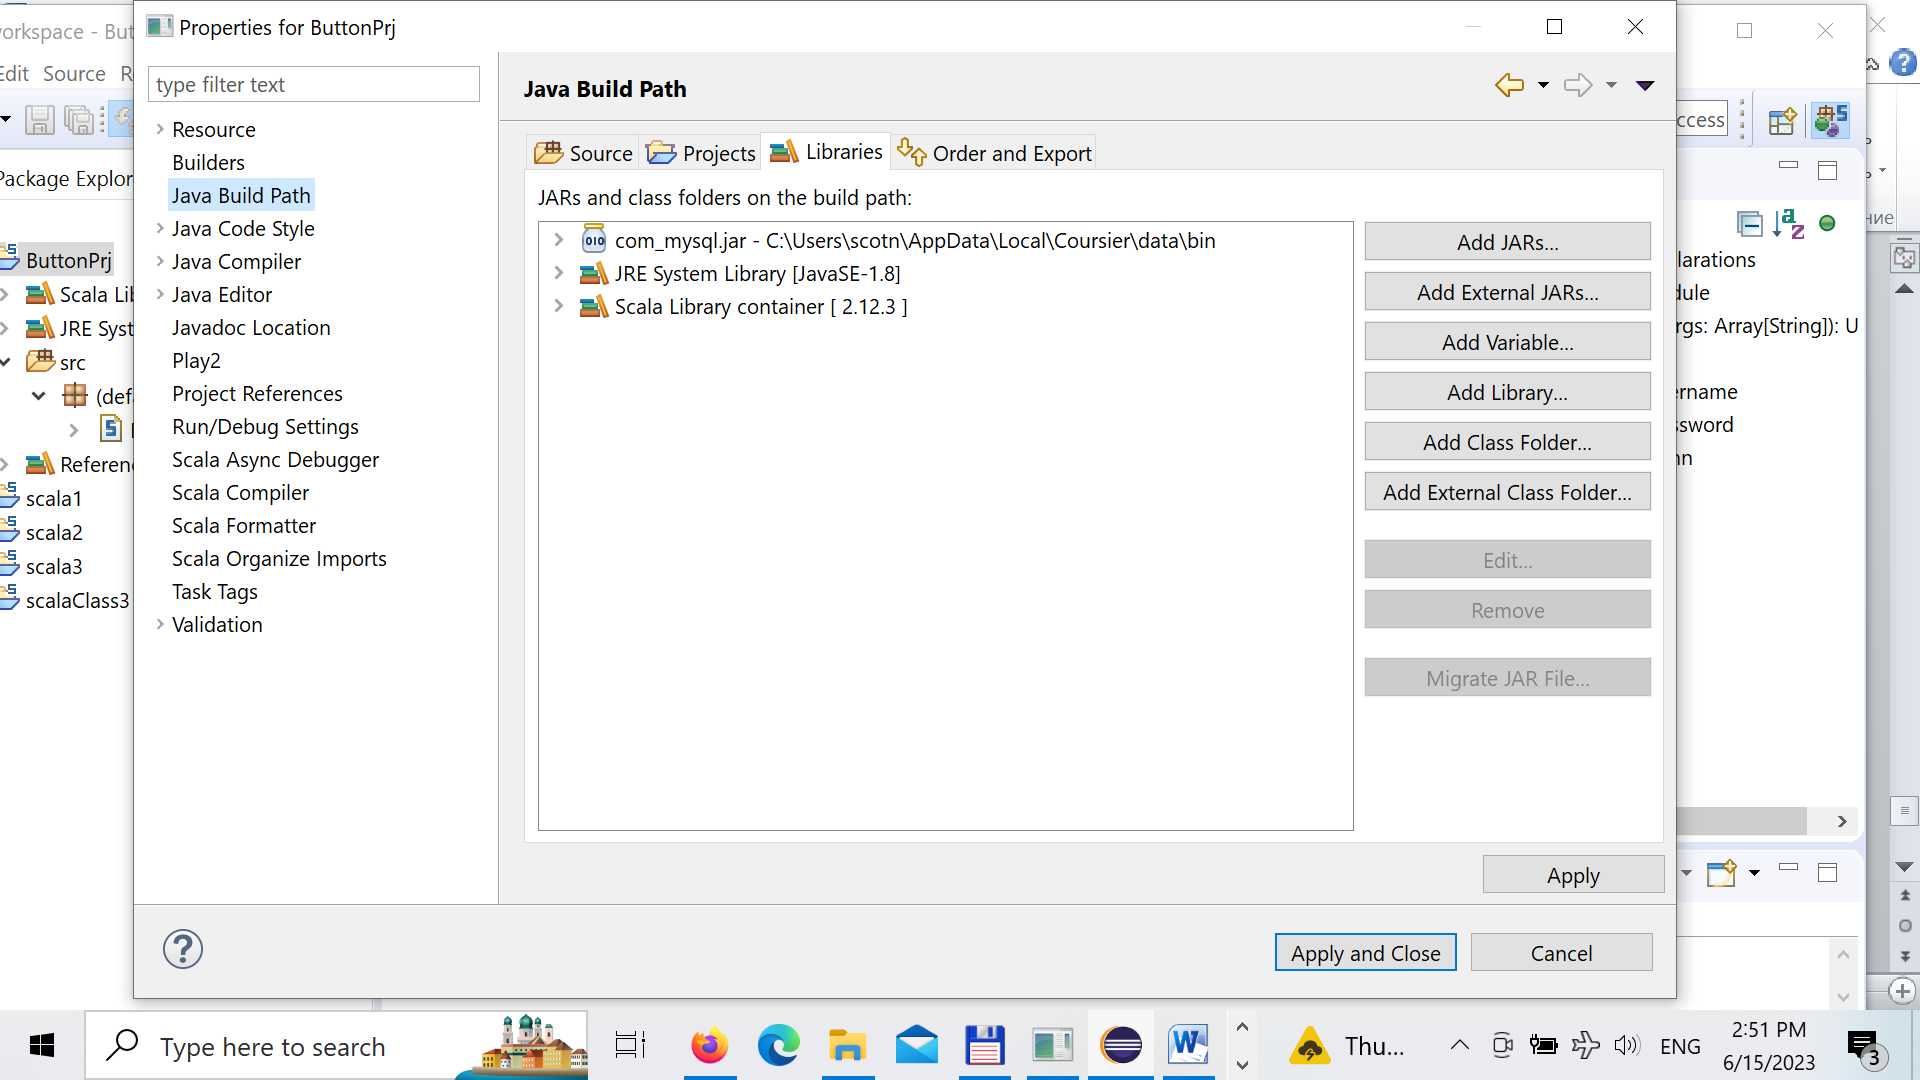 Properties for ButtonPrj
workspace - But
Edit Source R
type filter text
Java Build Path
Resource
Builders
Java Build Path
Java Code Style
Java Compiler
Java Editor
Javadoc Location
Play2
Project References
Run/Debug Settings
Scala Async Debugger
Scala Compiler
Scala Formatter
Scala Organize Imports
Task Tags
Validation
Package Explor
ButtonPrj
Scala Lib
JRE Syst
src
(defa
Referen
scala1
scala2
scala3
scalaClass3
Source
Projects
Libraries
Order and Export
JARs and class folders on the build path:
com_mysql.jar - C:\Users\scotn\AppData\Local\Coursier\data\bin
JRE System Library [JavaSE-1.8]
Scala Library container [ 2.12.3 ]
Add JARs...
Add External JARs...
Add Variable...
Add Library...
Add Class Folder...
Add External Class Folder...
Edit...
Remove
Migrate JAR File...
Apply
Apply and Close
Cancel
ccess
ние
larations
dule
rgs: Array[String]): U
ername
ssword
nn
Type here to search
Thu...
ENG
2:51 PM
6/15/2023
3